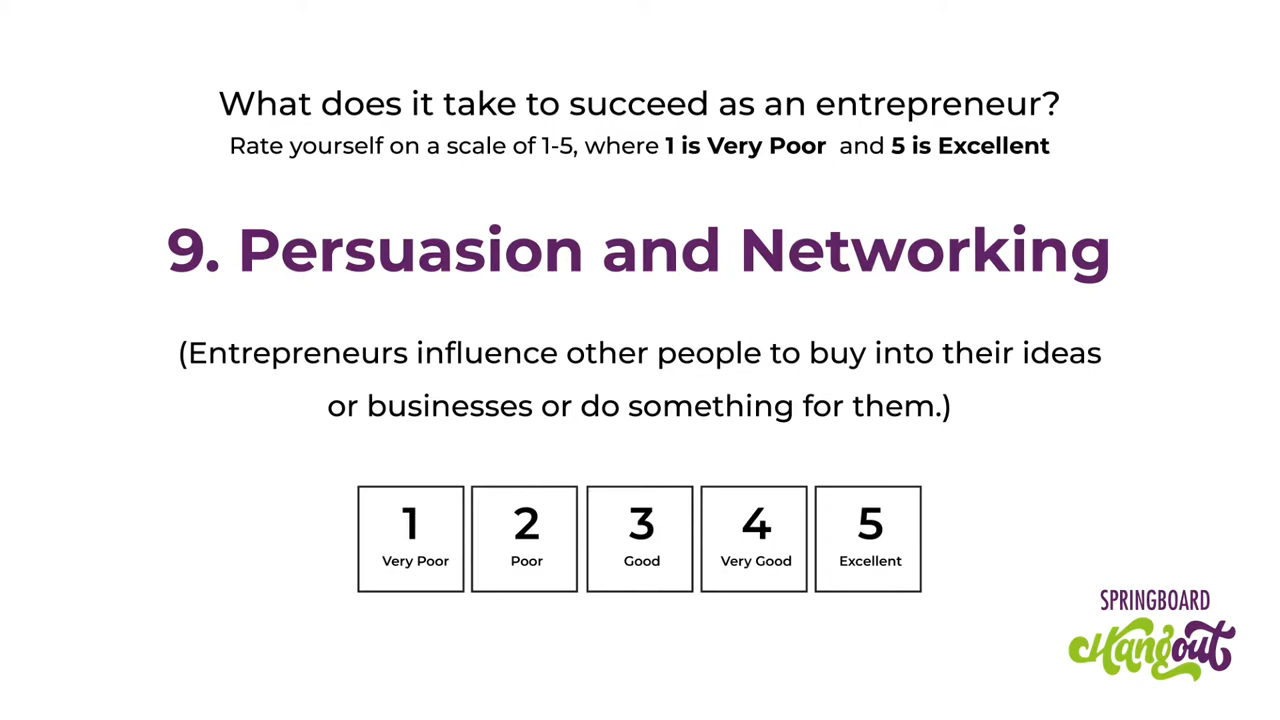 What does it take to succeed as an entrepreneur?
Rate yourself on a scale of 1-5, where 1 is Very Poor and 5 is Excellent
9. Persuasion and Networking
(Entrepreneurs influence other people to buy into their ideas
or businesses or do something for them.)
1 2 3 4 5
Very Poor Poor Good Very Good Excellent
SPRINGBOARD
Hangout